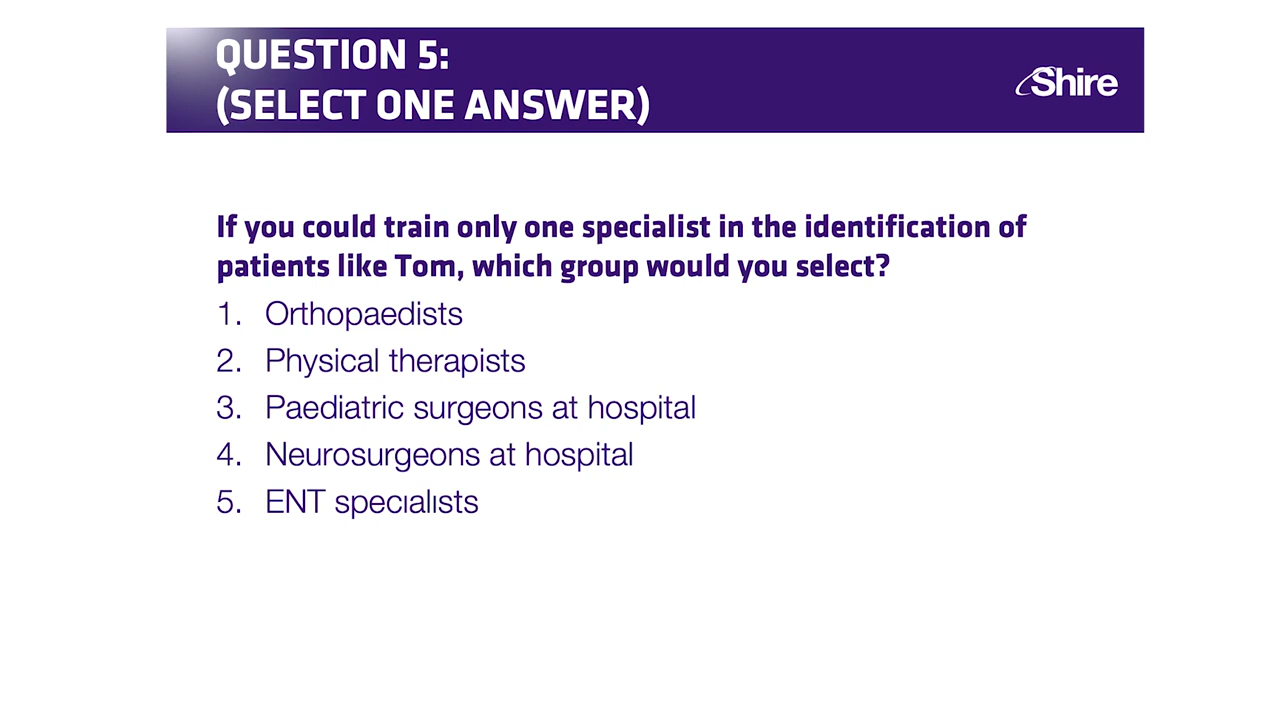 QUESTION 5:
(SELECT ONE ANSWER)
Shire
If you could train only one specialist in the identification of
patients like Tom, which group would you select?
1. Orthopaedists
2. Physical therapists
3. Paediatric surgeons at hospital
4. Neurosurgeons at hospital
5. ENT specialists